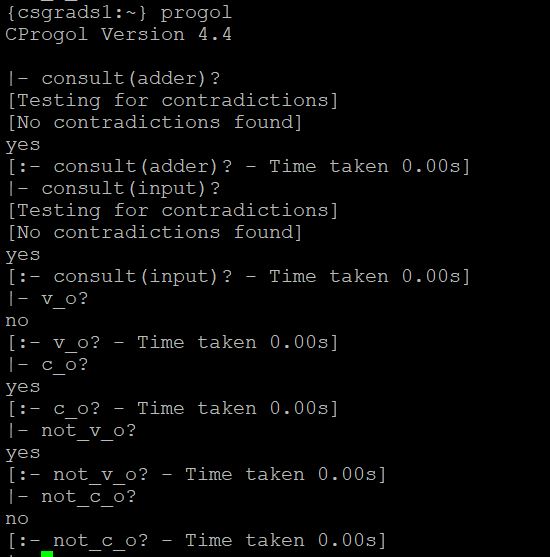 {csgrads1:~} progol
CProgol Version 4.4
|- consult(adder)?
[Testing for contradictions]
[No contradictions found]
yes
[:- consult(adder)? - Time taken 0.00s]
|- consult(input)?
[Testing for contradictions]
[No contradictions found]
yes
[:- consult(input)? - Time taken 0.00s]
|- v_o?
no
[:- v_o? - Time taken 0.00s]
|- c_o?
yes
[:- c_o? - Time taken 0.00s]
|- not_v_o?
yes
[:- not_v_o? - Time taken 0.00s]
|- not_c_o?
no
[:- not_c_o? - Time taken 0.00s]